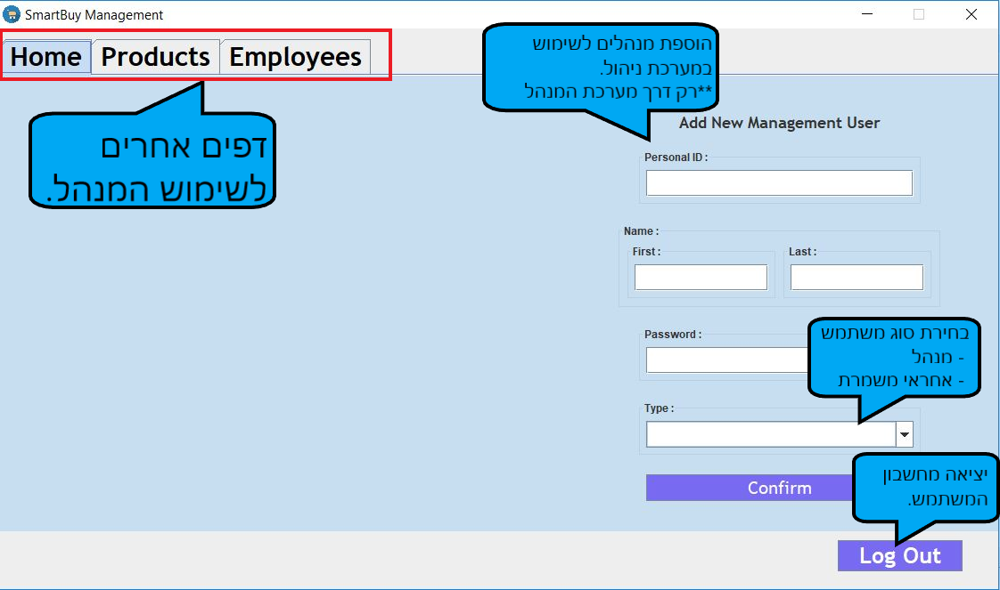 SmartBuy Management
Home Products Employees
הוספת מנהלים לשימוש
במערכת ניהול.
**רק דרך מערכת המנהל
דפים אחרים
לשימוש המנהל.
Add New Management User
Personal ID :
Name :
First :
Last :
Password :
בחירת סוג משתמש
- מנהל
- אחראי משמרת
Type :
Confirm
יציאה מחשבון
המשתמש.
Log Out